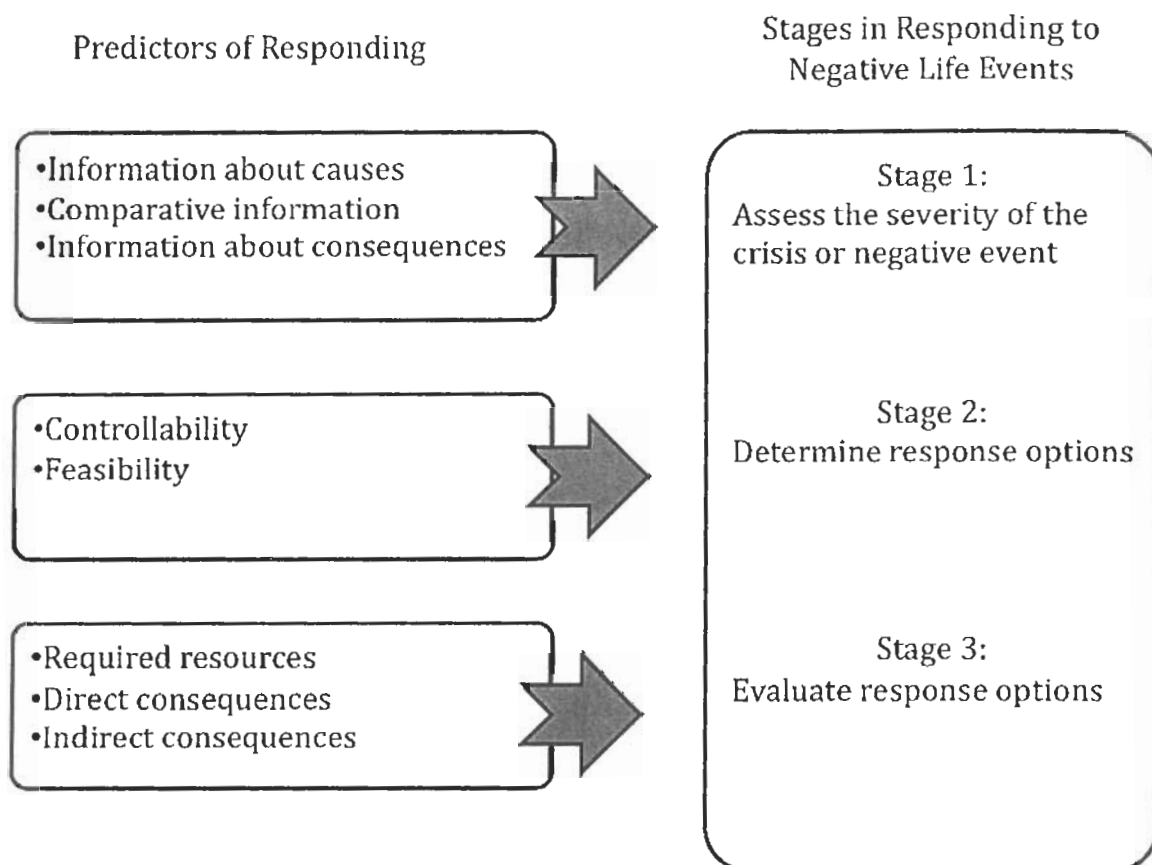 Predictors of Responding
Stages in Responding to
Negative Life Events
•Information about causes
•Comparative information
•Information about consequences
Stage 1:
Assess the severity of the
crisis or negative event
•Controllability
•Feasibility
Stage 2:
Determine response options
•Required resources
•Direct consequences
•Indirect consequences
Stage 3:
Evaluate response options